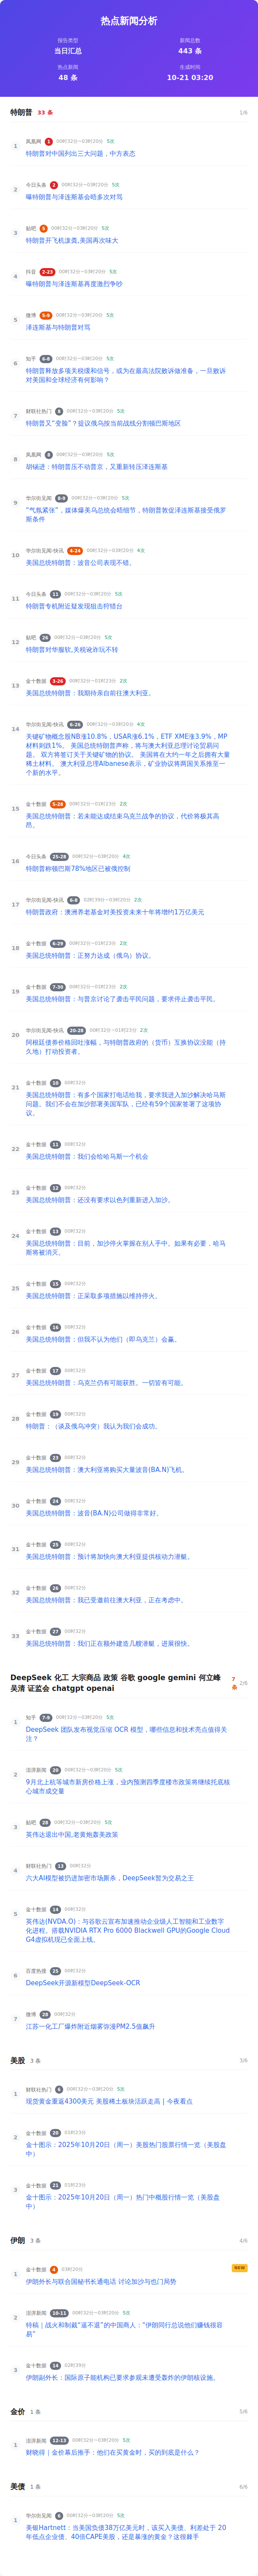 热点新闻分析
报告类型
当日汇总
新闻总数
443 条
热点新闻
48 条
生成时间
10-21 03:20
特朗普 33 条 1/6
1
凤凰网 1 00时32分~03时20分 5次
特朗普对中国列出三大问题，中方表态
2
今日头条 2 00时32分~03时20分 5次
曝特朗普与泽连斯基会晤多次对骂
3
贴吧 5 00时32分~03时20分 5次
特朗普开飞机泼粪,美国再次味大
4
抖音 2-23 00时32分~03时20分 5次
曝特朗普与泽连斯基再度激烈争吵
5
微博 5-9 00时32分~03时20分 5次
泽连斯基与特朗普对骂
6
知乎 6-8 00时32分~03时20分 5次
特朗普释放多项关税缓和信号，或为在最高法院败诉做准备，一旦败诉
对美国和全球经济有何影响？
7
财联社热门 8 00时32分~03时20分 5次
特朗普又“变脸”？提议俄乌按当前战线分割顿巴斯地区
8
凤凰网 8 00时32分~03时20分 5次
胡锡进：特朗普压不动普京，又重新转压泽连斯基
9
华尔街见闻 8-9 00时32分~03时20分 5次
“气氛紧张”，媒体爆美乌总统会晤细节，特朗普敦促泽连斯基接受俄罗
斯条件
10
华尔街见闻/快讯 4-24 00时32分~03时20分 4次
美国总统特朗普：波音公司表现不错。
11
今日头条 11 00时32分~03时20分 5次
特朗普专机附近疑发现狙击狩猎台
12
贴吧 26 00时32分~03时20分 5次
特朗普对华服软,关税讹诈玩不转
13
金十数据 3-26 00时32分~01时23分 2次
美国总统特朗普：我期待亲自前往澳大利亚。
14
华尔街见闻/快讯 6-26 00时32分~03时20分 4次
关键矿物概念股NB涨10.8%，USAR涨6.1%，ETF XME涨3.9%，MP
材料则跌1%。 美国总统特朗普声称，将与澳大利亚总理讨论贸易问
题。 双方将签订关于关键矿物的协议。 美国将在大约一年之后拥有大量
稀土材料。 澳大利亚总理Albanese表示，矿业协议将两国关系推至一
个新的水平。
15
金十数据 5-28 00时32分~01时23分 2次
美国总统特朗普：若未能达成结束乌克兰战争的协议，代价将极其高
昂。
16
今日头条 25-28 00时32分~03时20分 4次
特朗普称顿巴斯78%地区已被俄控制
17
华尔街见闻/快讯 6-8 02时39分~03时20分 2次
特朗普政府：澳洲养老基金对美投资未来十年将增约1万亿美元
18
金十数据 6-29 00时32分~01时23分 2次
美国总统特朗普：正努力达成（俄乌）协议。
19
金十数据 7-30 00时32分~01时23分 2次
美国总统特朗普：与普京讨论了袭击平民问题，要求停止袭击平民。
20
华尔街见闻/快讯 20-28 00时32分~01时23分 2次
阿根廷债券价格回吐涨幅，与特朗普政府的（货币）互换协议没能（持
久地）打动投资者。
21
金十数据 10 00时32分
美国总统特朗普：有多个国家打电话给我，要求我进入加沙解决哈马斯
问题。我们不会在加沙部署美国军队，已经有59个国家签署了这项协
议。
22
金十数据 11 00时32分
美国总统特朗普：我们会给哈马斯一个机会
23
金十数据 12 00时32分
美国总统特朗普：还没有要求以色列重新进入加沙。
24
金十数据 13 00时32分
美国总统特朗普：目前，加沙停火掌握在别人手中。如果有必要，哈马
斯将被消灭。
25
金十数据 15 00时32分
美国总统特朗普：正采取多项措施以维持停火。
26
金十数据 16 00时32分
美国总统特朗普：但我不认为他们（即乌克兰）会赢。
27
金十数据 17 00时32分
美国总统特朗普：乌克兰仍有可能获胜。一切皆有可能。
28
金十数据 19 00时32分
特朗普：（谈及俄乌冲突）我认为我们会成功。
29
金十数据 23 00时32分
美国总统特朗普：澳大利亚将购买大量波音(BA.N)飞机。
30
金十数据 24 00时32分
美国总统特朗普：波音(BA.N)公司做得非常好。
31
金十数据 25 00时32分
美国总统特朗普：预计将加快向澳大利亚提供核动力潜艇。
32
金十数据 26 00时32分
美国总统特朗普：我已受邀前往澳大利亚，正在考虑中。
33
金十数据 27 00时32分
美国总统特朗普：我们正在额外建造几艘潜艇，进展很快。
DeepSeek 化工 大宗商品 政策 谷歌 google gemini 何立峰
吴清 证监会 chatgpt openai 7 条 2/6
1
知乎 7-9 00时32分~03时20分 5次
DeepSeek 团队发布视觉压缩 OCR 模型，哪些信息和技术亮点值得关
注？
2
澎湃新闻 20 00时32分~03时20分 5次
9月北上杭等城市新房价格上涨，业内预测四季度楼市政策将继续托底核
心城市成交量
3
贴吧 28 00时32分~03时20分 5次
英伟达退出中国,老黄炮轰美政策
4
财联社热门 13 00时32分
六大AI模型被扔进加密市场厮杀，DeepSeek暂为交易之王
5
金十数据 14 00时32分
英伟达(NVDA.O)：与谷歌云宣布加速推动企业级人工智能和工业数字
化进程。搭载NVIDIA RTX Pro 6000 Blackwell GPU的Google Cloud
G4虚拟机现已全面上线。
6
百度热搜 25 00时32分
DeepSeek开源新模型DeepSeek-OCR
7
微博 28 00时32分
江苏一化工厂爆炸附近烟雾弥漫PM2.5值飙升
美股 3 条 3/6
1
财联社热门 6 00时32分~03时20分 5次
现货黄金重返4300美元 美股稀土板块活跃走高 | 今夜看点
2
金十数据 20 01时23分
金十图示：2025年10月20日（周一）美股热门股票行情一览（美股盘
中）
3
金十数据 21 01时23分
金十图示：2025年10月20日（周一）热门中概股行情一览（美股盘
中）
伊朗 3 条 4/6
1
金十数据 4 03时20分 NEW
伊朗外长与联合国秘书长通电话 讨论加沙与也门局势
2
澎湃新闻 10-11 00时32分~03时20分 5次
特稿｜战火和制裁“逼不退”的中国商人：“伊朗同行总说他们赚钱很容
易”
3
金十数据 14 02时39分
伊朗副外长：国际原子能机构已要求参观未遭受轰炸的伊朗核设施。
金价 1 条 5/6
1
澎湃新闻 12-13 00时32分~03时20分 5次
财晓得｜金价幕后推手：他们在买黄金时，买的到底是什么？
美债 1 条 6/6
1
华尔街见闻 6 00时32分~03时20分 5次
美银Hartnett：当美国负债38万亿美元时，该买入美债、利差处于 20
年低点企业债、40倍CAPE美股，还是暴涨的黄金？这很棘手